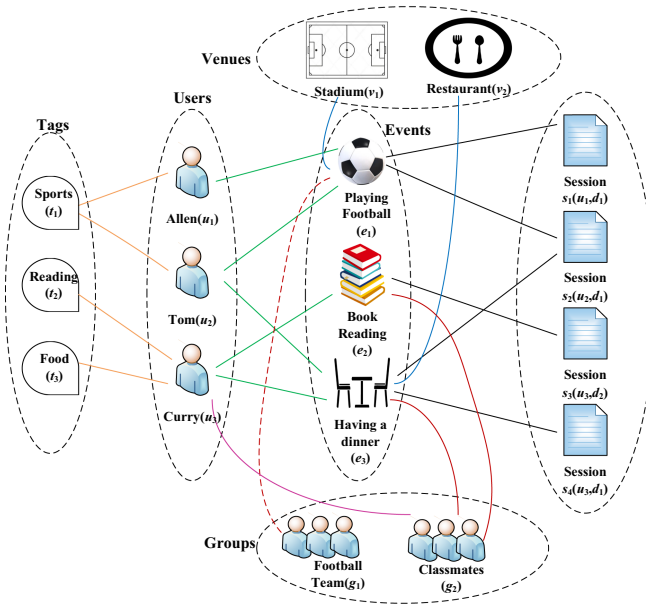 Venues
Stadium(v₁)
Restaurant(v₂)
Users
Tags
Events
Sports
(t₁)
Allen(u₁)
Playing
Football
(e₁)
Session
s₁(u₁,d₁)
Reading
(t₂)
Tom(u₂)
Book
Reading
(e₂)
Session
s₂(u₂,d₁)
Food
(t₃)
Curry(u₃)
Having a
dinner
(e₃)
Session
s₃(u₃,d₂)
Session
s₄(u₃,d₁)
Groups
Football
Team(g₁)
Classmates
(g₂)